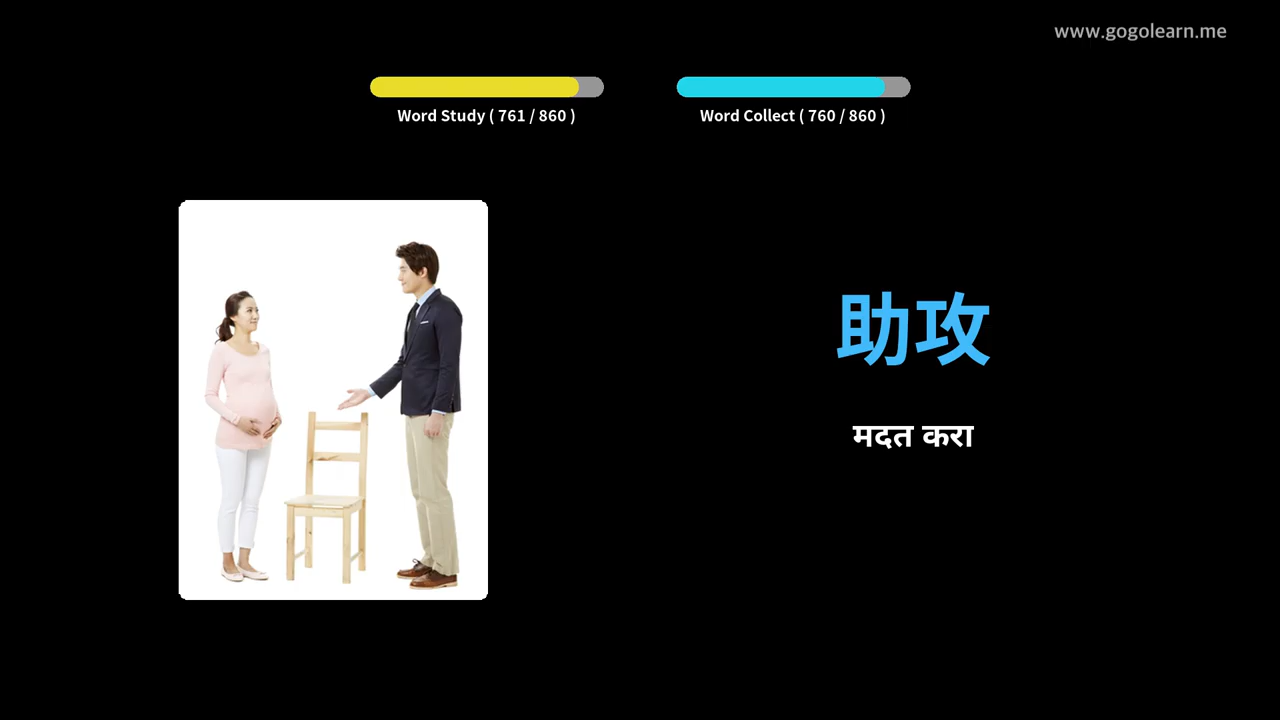 www.gogolearn.me
Word Study ( 761 / 860 )
Word Collect ( 760 / 860 )
助攻
मदत करा